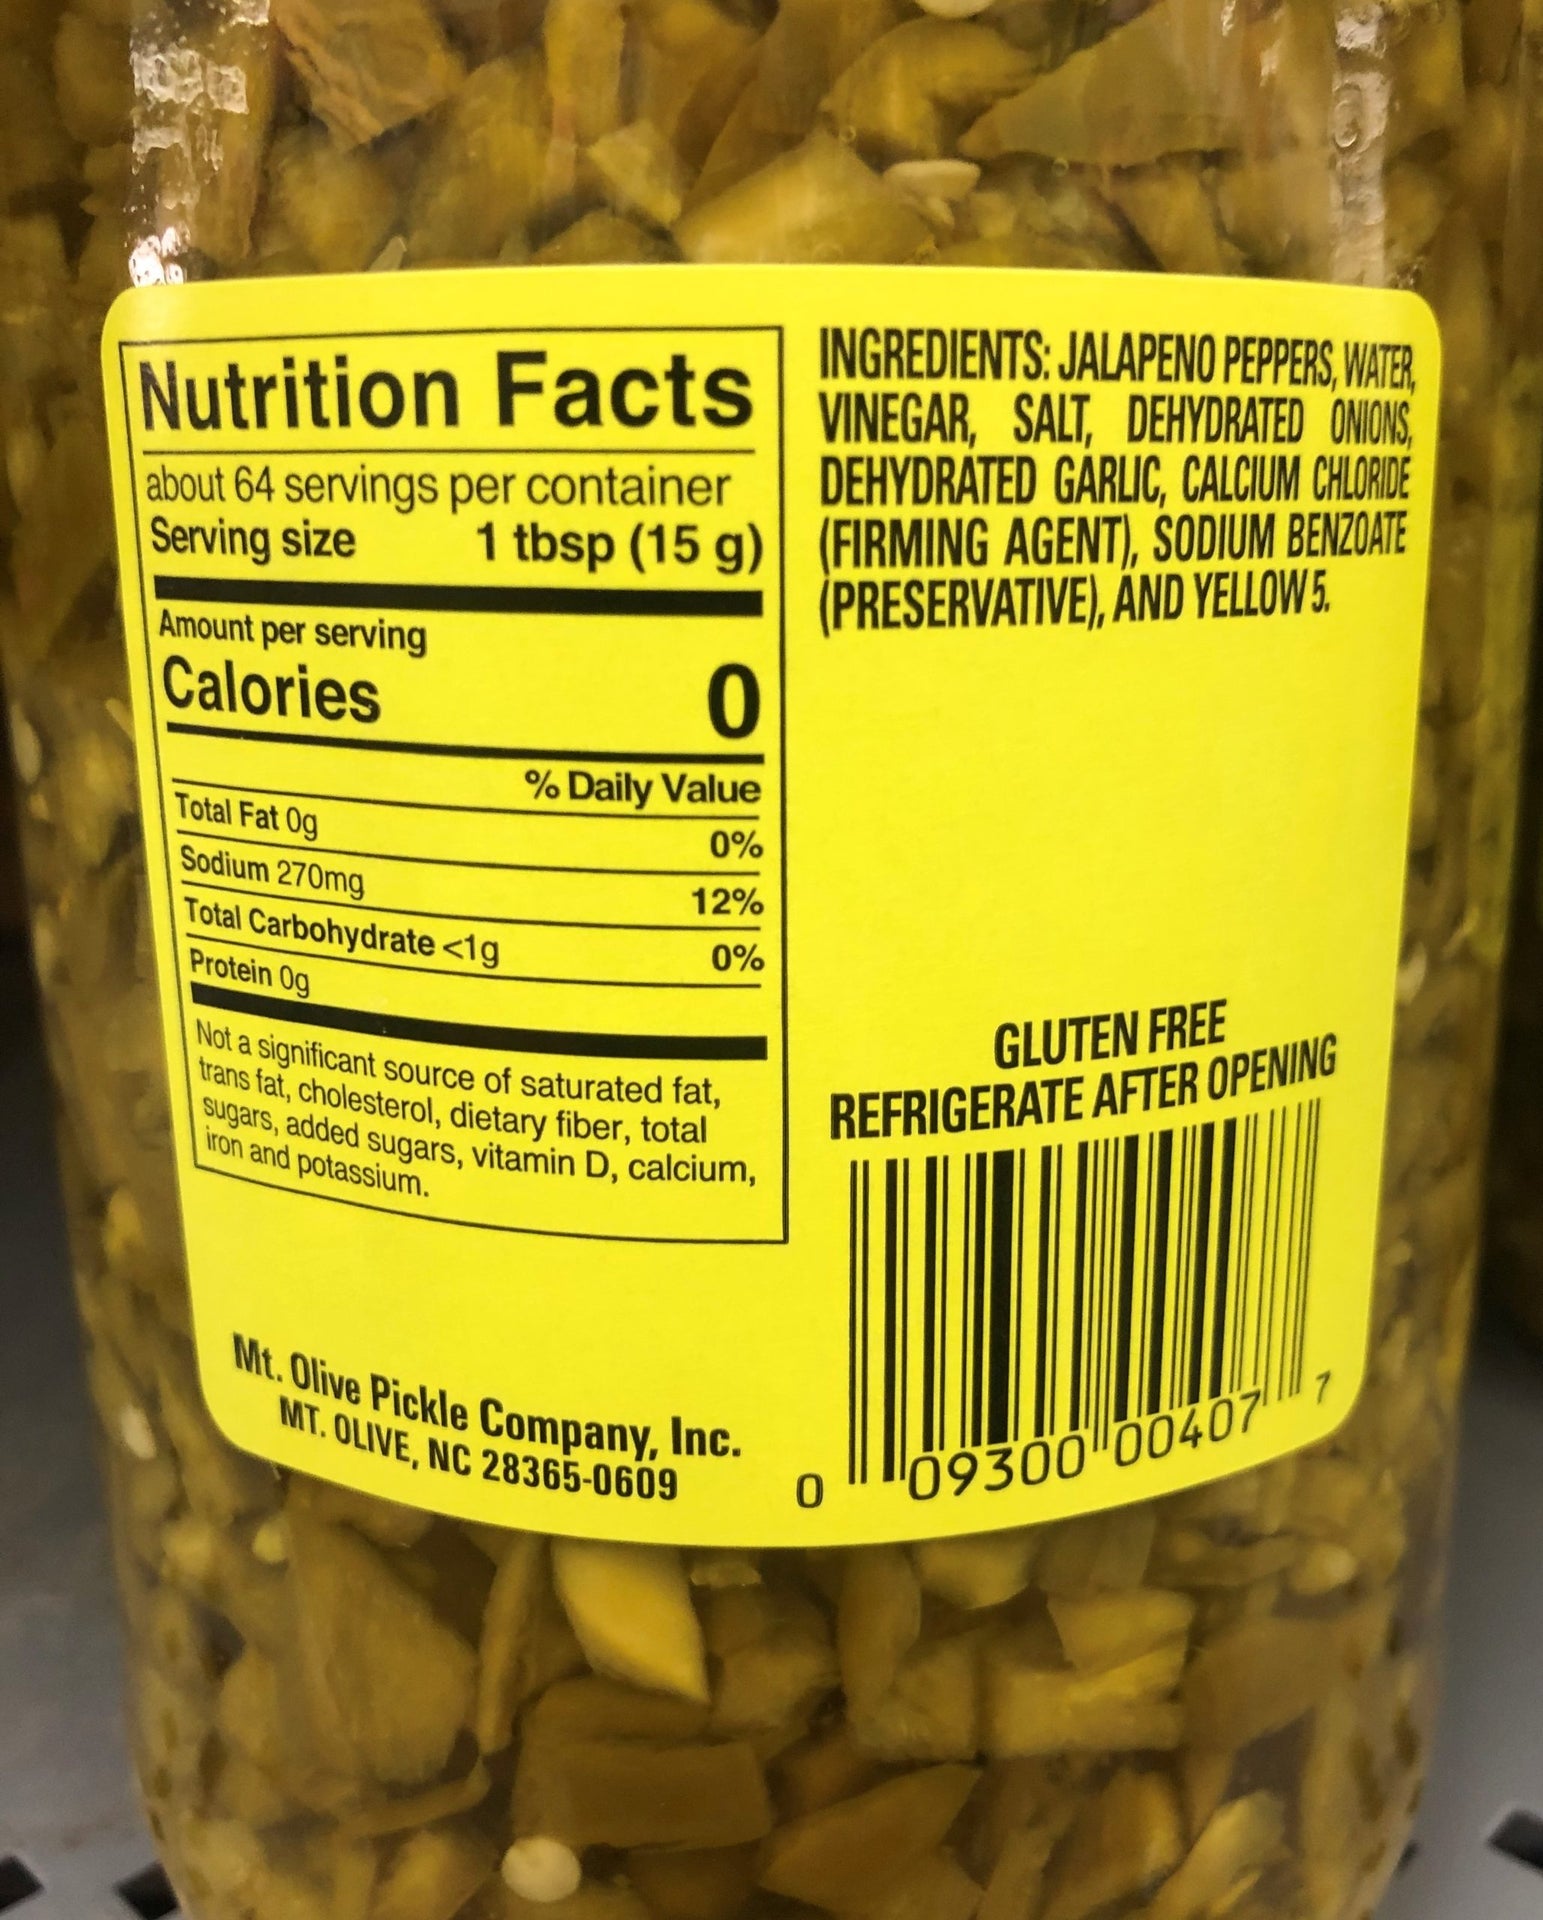 Nutrition Facts
about 64 servings per container
Serving size 1 tbsp (15 g)
Amount per serving
Calories 0
% Daily Value
Total Fat 0g 0%
Sodium 270mg 12%
Total Carbohydrate <1g 0%
Protein 0g
Not a significant source of saturated fat,
trans fat, cholesterol, dietary fiber, total
sugars, added sugars, vitamin D, calcium,
iron and potassium.
Mt. Olive Pickle Company, Inc.
MT. OLIVE, NC 28365-0609
INGREDIENTS: JALAPENO PEPPERS, WATER,
VINEGAR, SALT, DEHYDRATED ONIONS,
DEHYDRATED GARLIC, CALCIUM CHLORIDE
(FIRMING AGENT), SODIUM BENZOATE
(PRESERVATIVE), AND YELLOW 5.
GLUTEN FREE
REFRIGERATE AFTER OPENING
0 09300 00407 7